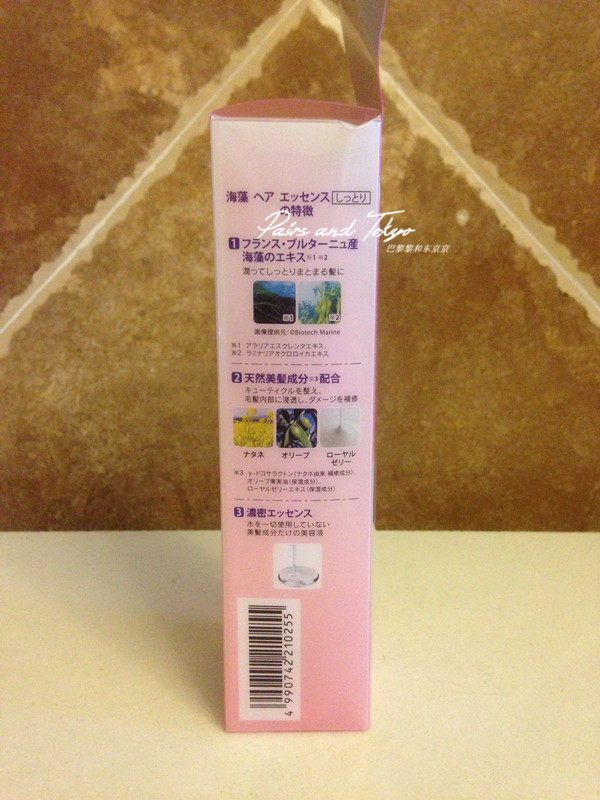 海藻 ヘア エッセンス しっとり
の特徴
Pairs and Tokyo
巴黎黎和东京京
1 フランス・ブルターニュ産
海藻のエキス※1 ※2
潤ってしっとりまとまる髪に
※1 ※2
画像提供元:©Biotech Marine
※1 アラリアエスクレンタエキス、
※2 ラミナリアオクロロイカエキス
2 天然美髪成分※3 配合
キューティクルを整え、
毛髪内部に浸透し、ダメージを補修
ナタネ オリーブ ローヤル
ゼリー
※3 γ-ドコサラクトン(ナタネ由来・補修成分)、
オリーブ果実油(保湿成分)、
ローヤルゼリーエキス(保湿成分)
3 濃密エッセンス
水を一切使用していない
美髪成分だけの美容液
4 990742 210255